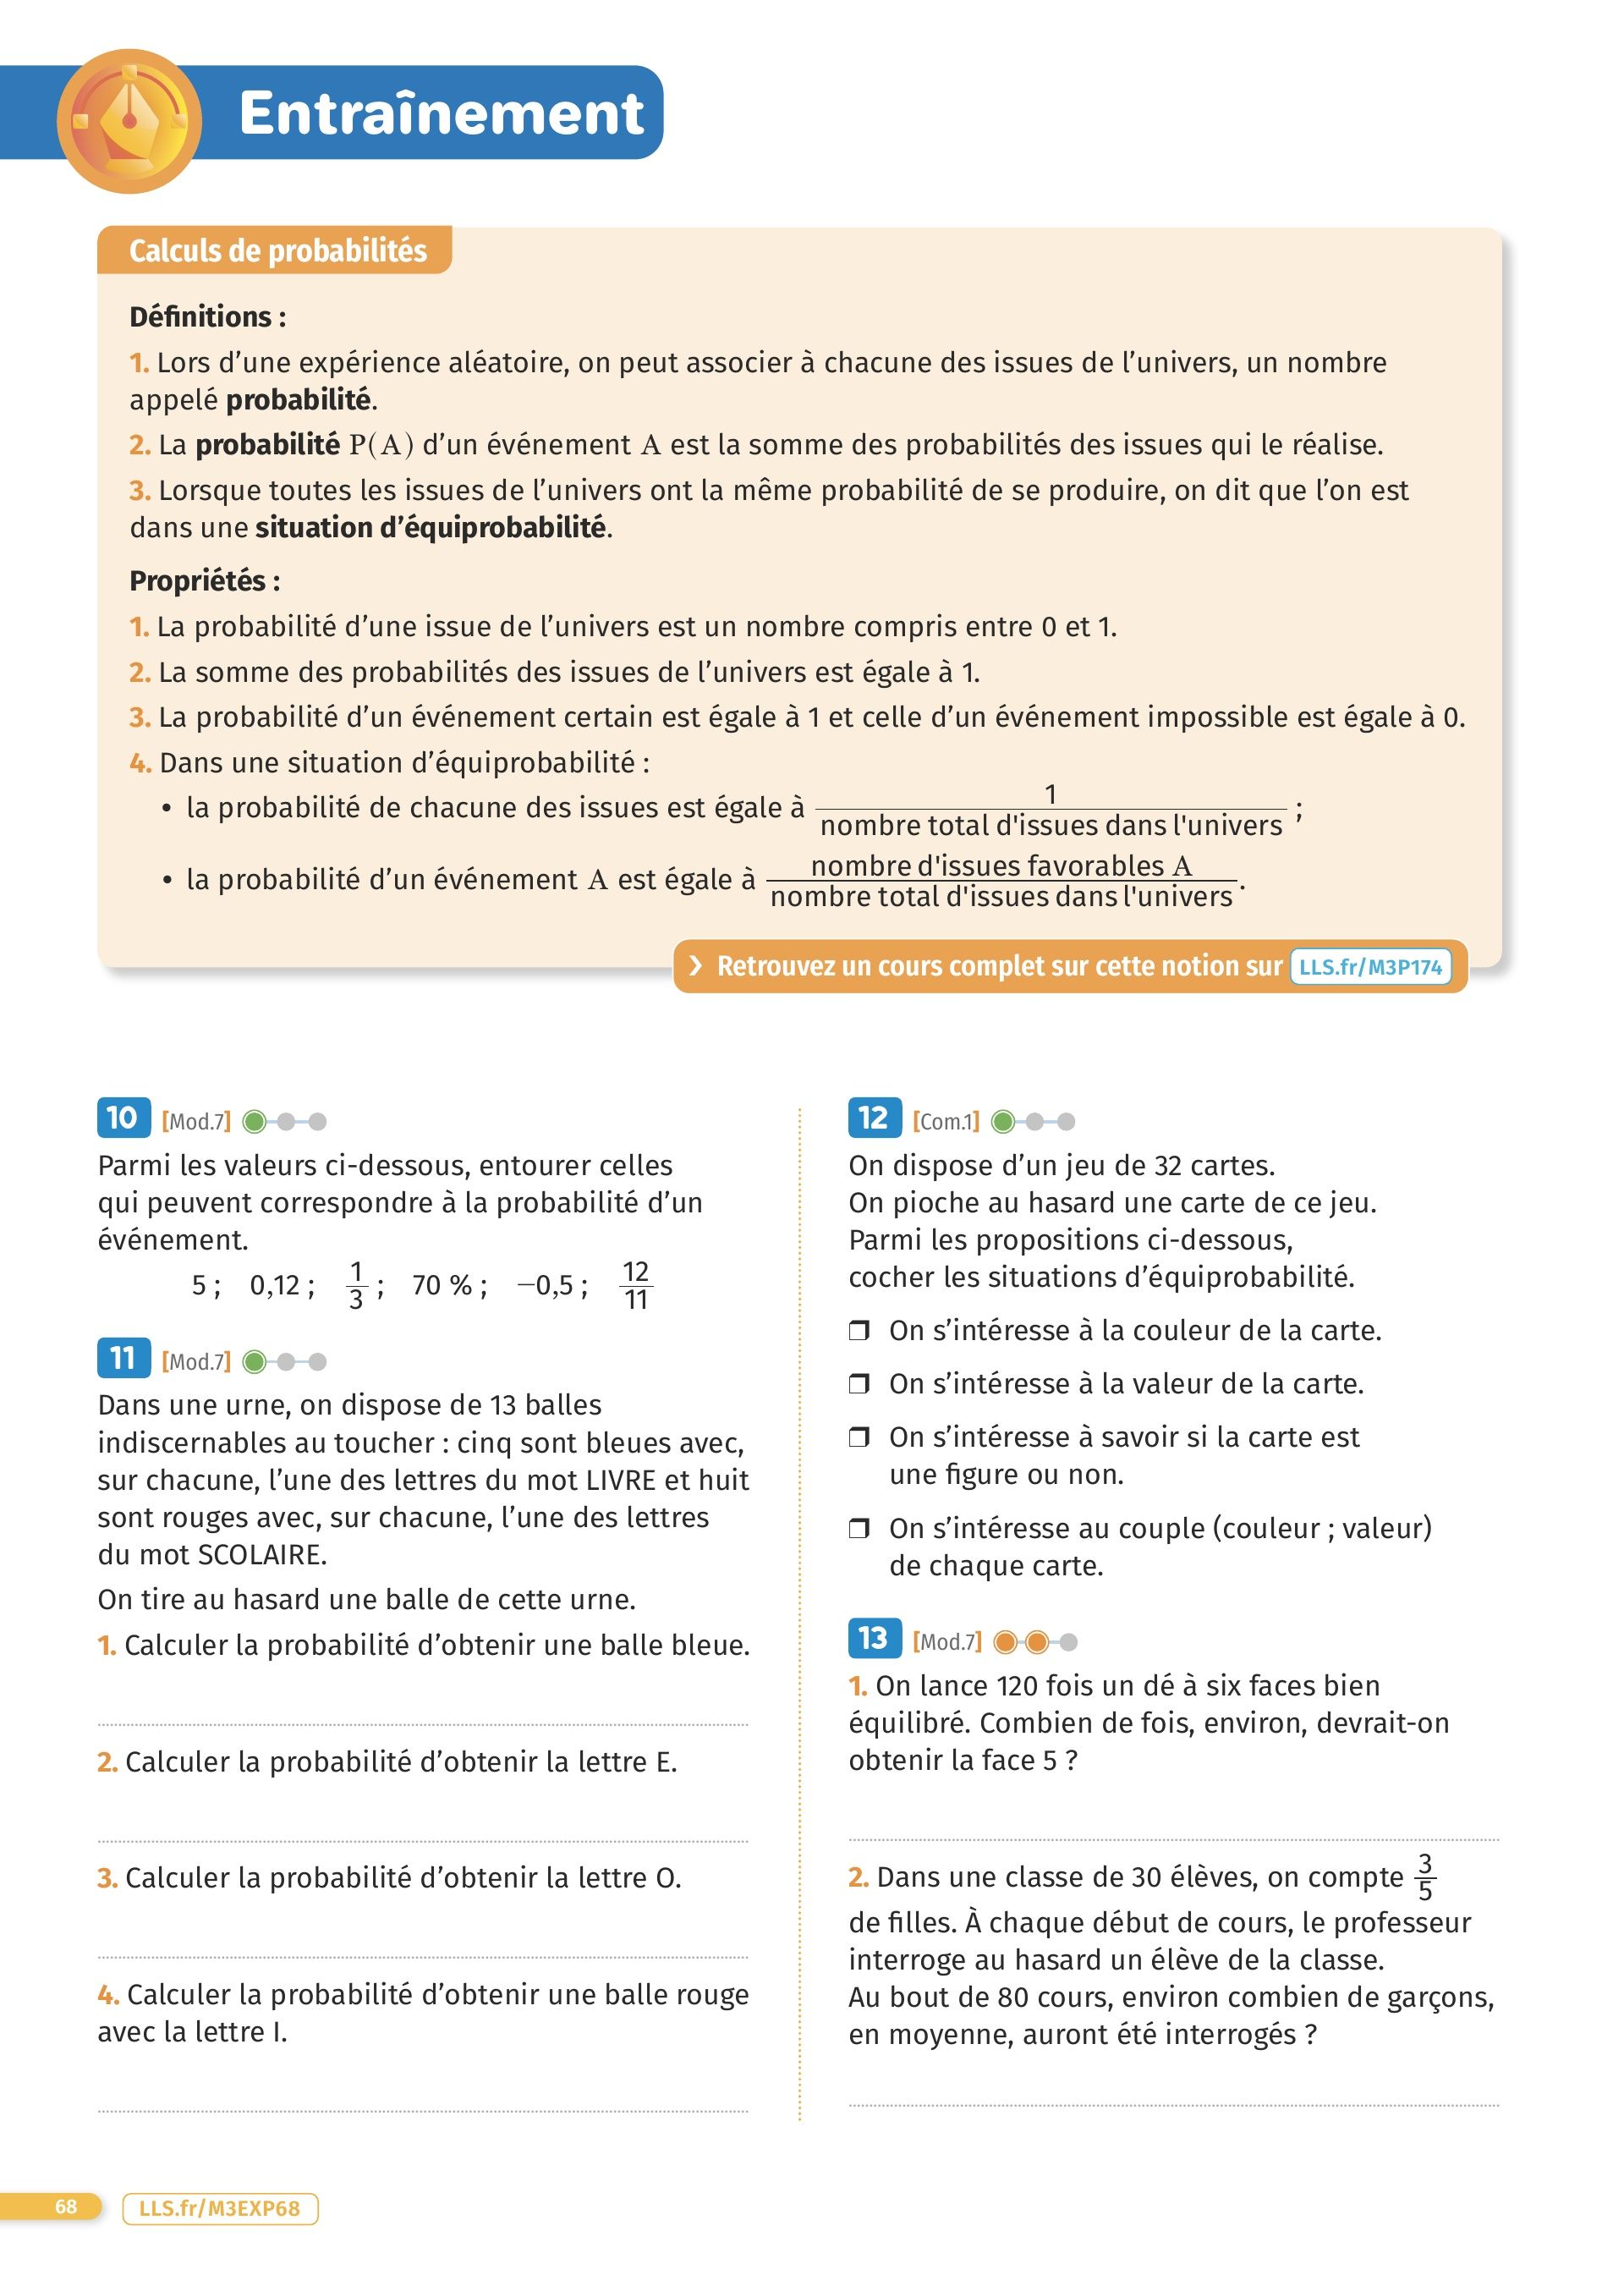 Entraînement
Calculs de probabilités
Définitions :
1. Lors d’une expérience aléatoire, on peut associer à chacune des issues de l’univers, un nombre
appelé probabilité.
2. La probabilité P(A) d’un événement A est la somme des probabilités des issues qui le réalise.
3. Lorsque toutes les issues de l’univers ont la même probabilité de se produire, on dit que l’on est
dans une situation d’équiprobabilité.
Propriétés :
1. La probabilité d’une issue de l’univers est un nombre compris entre 0 et 1.
2. La somme des probabilités des issues de l’univers est égale à 1.
3. La probabilité d’un événement certain est égale à 1 et celle d’un événement impossible est égale à 0.
4. Dans une situation d’équiprobabilité :
• la probabilité de chacune des issues est égale à 1 / nombre total d'issues dans l'univers ;
• la probabilité d’un événement A est égale à nombre d'issues favorables A / nombre total d'issues dans l'univers.
› Retrouvez un cours complet sur cette notion sur LLS.fr/M3P174
10 [Mod.7]
Parmi les valeurs ci-dessous, entourer celles
qui peuvent correspondre à la probabilité d’un
événement.
5 ; 0,12 ; 1/3 ; 70 % ; −0,5 ; 12/11
11 [Mod.7]
Dans une urne, on dispose de 13 balles
indiscernables au toucher : cinq sont bleues avec,
sur chacune, l’une des lettres du mot LIVRE et huit
sont rouges avec, sur chacune, l’une des lettres
du mot SCOLAIRE.
On tire au hasard une balle de cette urne.
1. Calculer la probabilité d’obtenir une balle bleue.
2. Calculer la probabilité d’obtenir la lettre E.
3. Calculer la probabilité d’obtenir la lettre O.
4. Calculer la probabilité d’obtenir une balle rouge
avec la lettre I.
12 [Com.1]
On dispose d’un jeu de 32 cartes.
On pioche au hasard une carte de ce jeu.
Parmi les propositions ci-dessous,
cocher les situations d’équiprobabilité.
❒ On s’intéresse à la couleur de la carte.
❒ On s’intéresse à la valeur de la carte.
❒ On s’intéresse à savoir si la carte est
une figure ou non.
❒ On s’intéresse au couple (couleur ; valeur)
de chaque carte.
13 [Mod.7]
1. On lance 120 fois un dé à six faces bien
équilibré. Combien de fois, environ, devrait-on
obtenir la face 5 ?
2. Dans une classe de 30 élèves, on compte 3/5
de filles. À chaque début de cours, le professeur
interroge au hasard un élève de la classe.
Au bout de 80 cours, environ combien de garçons,
en moyenne, auront été interrogés ?
68
LLS.fr/M3EXP68